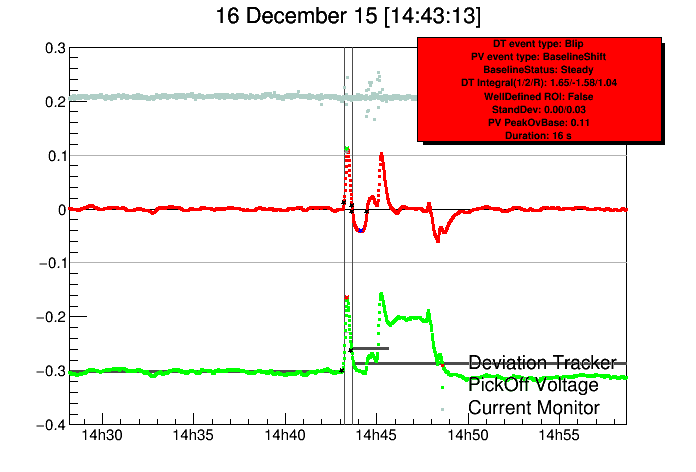 16 December 15 [14:43:13]
DT event type: Blip
PV event type: BaselineShift
BaselineStatus: Steady
DT Integral(1/2/R): 1.65/-1.58/1.04
WellDefined ROI: False
StandDev: 0.00/0.03
PV PeakOvBase: 0.11
Duration: 16 s
0.3
0.2
0.1
0
−0.1
−0.2
−0.3
−0.4
Deviation Tracker
PickOff Voltage
Current Monitor
14h30 14h35 14h40 14h45 14h50 14h55